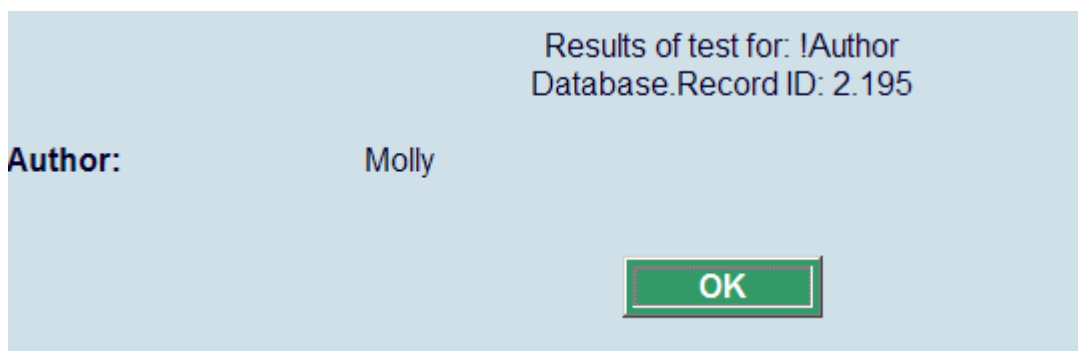 Results of test for: !Author
Database.Record ID: 2.195
Author: Molly
OK